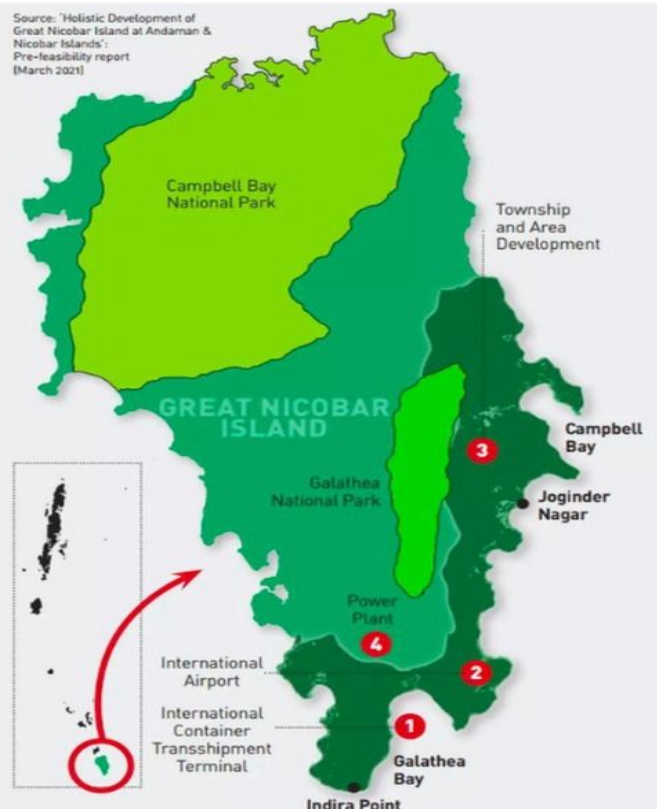 Source: 'Holistic Development of
Great Nicobar Island at Andaman &
Nicobar Islands':
Pre-feasibility report
(March 2021)
Campbell Bay
National Park
Township
and Area
Development
GREAT NICOBAR
ISLAND
Campbell
Bay
3
Galathea
National Park
Joginder
Nagar
Power
Plant
4
International
Airport
2
International
Container
Transshipment
Terminal
1
Galathea
Bay
Indira Point